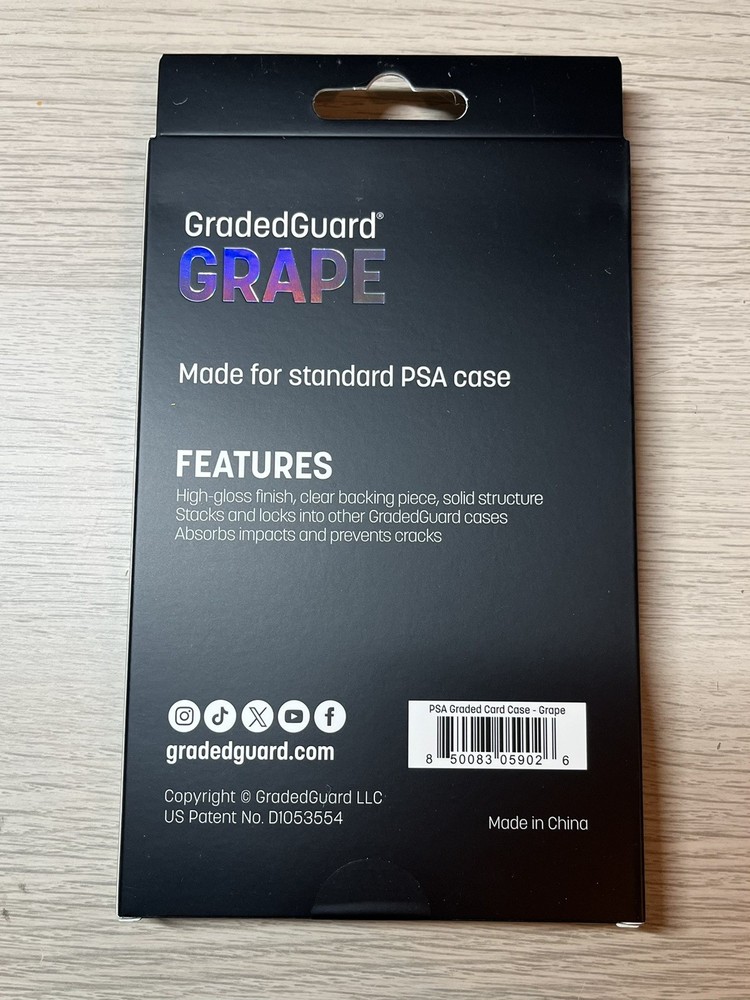 GradedGuard®
GRAPE
Made for standard PSA case
FEATURES
High-gloss finish, clear backing piece, solid structure
Stacks and locks into other GradedGuard cases
Absorbs impacts and prevents cracks
gradedguard.com
PSA Graded Card Case - Grape
8 50083 05902 6
Copyright © GradedGuard LLC
US Patent No. D1053554
Made in China